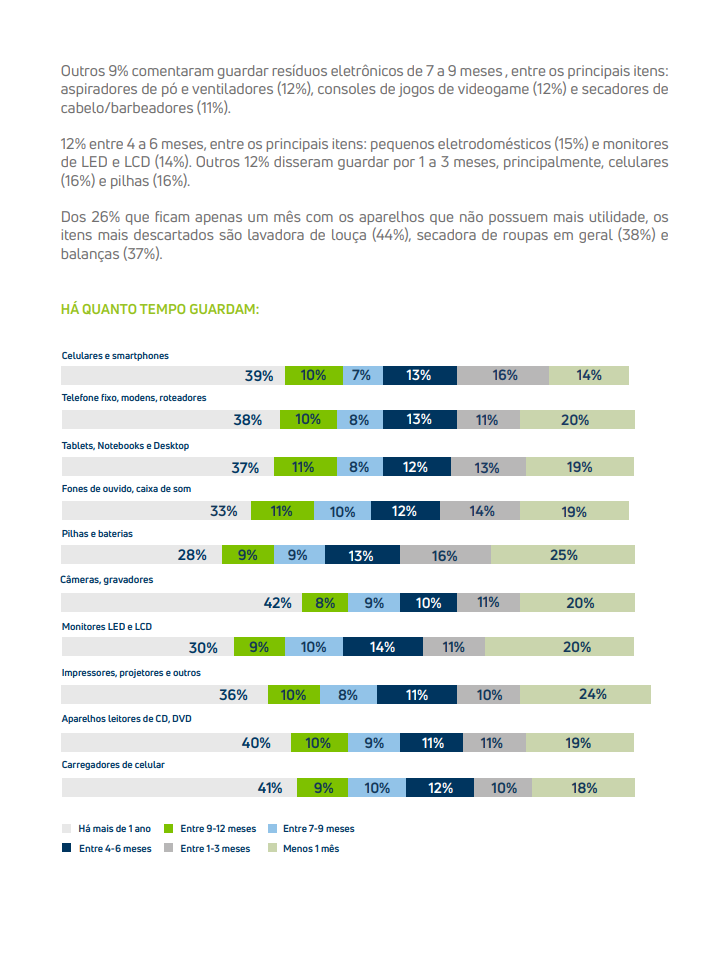 Outros 9% comentaram guardar resíduos eletrônicos de 7 a 9 meses , entre os principais itens:
aspiradores de pó e ventiladores (12%), consoles de jogos de videogame (12%) e secadores de
cabelo/barbeadores (11%).
12% entre 4 a 6 meses, entre os principais itens: pequenos eletrodomésticos (15%) e monitores
de LED e LCD (14%). Outros 12% disseram guardar por 1 a 3 meses, principalmente, celulares
(16%) e pilhas (16%).
Dos 26% que ficam apenas um mês com os aparelhos que não possuem mais utilidade, os
itens mais descartados são lavadora de louça (44%), secadora de roupas em geral (38%) e
balanças (37%).
HÁ QUANTO TEMPO GUARDAM:
Celulares e smartphones
39% 10% 7% 13% 16% 14%
Telefone fixo, modens, roteadores
38% 10% 8% 13% 11% 20%
Tablets, Notebooks e Desktop
37% 11% 8% 12% 13% 19%
Fones de ouvido, caixa de som
33% 11% 10% 12% 14% 19%
Pilhas e baterias
28% 9% 9% 13% 16% 25%
Câmeras, gravadores
42% 8% 9% 10% 11% 20%
Monitores LED e LCD
30% 9% 10% 14% 11% 20%
Impressores, projetores e outros
36% 10% 8% 11% 10% 24%
Aparelhos leitores de CD, DVD
40% 10% 9% 11% 11% 19%
Carregadores de celular
41% 9% 10% 12% 10% 18%
Há mais de 1 ano Entre 9-12 meses Entre 7-9 meses
Entre 4-6 meses Entre 1-3 meses Menos 1 mês